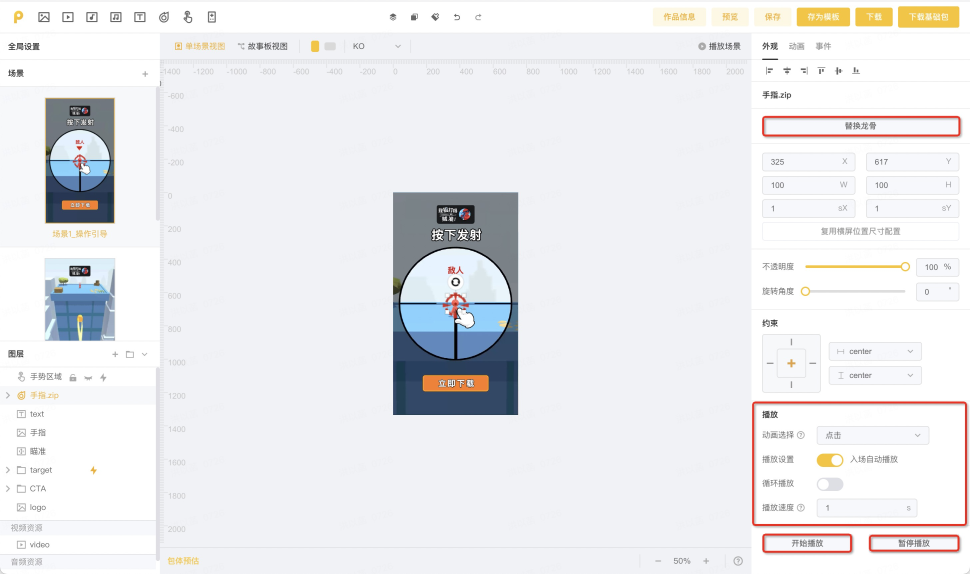 作品信息 预览 保存 存为模板 下载 下载基础包
全局设置
单场景视图 故事板视图 KO 播放场景
外观 动画 事件
场景
-1400 -1200 -1000 -800 -600 -400 -200 0 200 400 600 800 1000 1200 1400 1600 1800 2000
-600
-400
-200
0
200
400
600
800
1000
1200
1400
1600
1800
2000
按下发射
敌人
立即下载
场景1_操作引导
图层
手势区域
手指.zip
text
手指
瞄准
target
CTA
logo
视频资源
video
音频资源
按下发射
敌人
立即下载
包体预估
50%
手指.zip
替换龙骨
325 X 617 Y
100 W 100 H
1 sX 1 sY
复用横屏位置尺寸配置
不透明度 100 %
旋转角度 0 °
约束
center
center
播放
动画选择 点击
播放设置 入场自动播放
循环播放
播放速度 1 s
开始播放 暂停播放